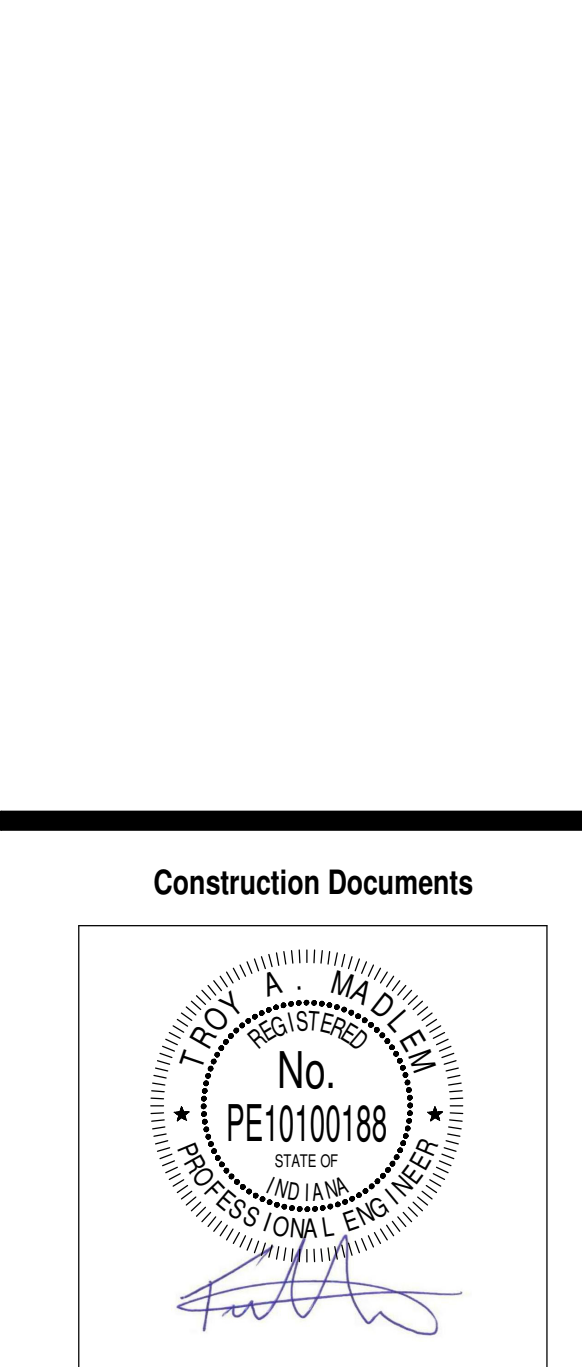 Construction Documents
TROY A. MADLEM
REGISTERED
No.
PE10100188
STATE OF
INDIANA
PROFESSIONAL ENGINEER